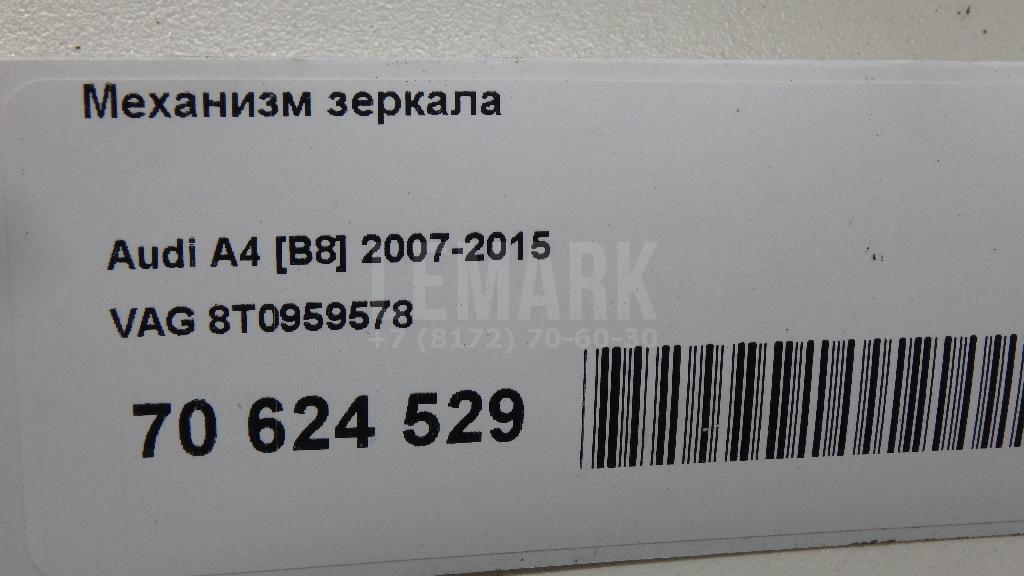 Механизм зеркала
Audi A4 [B8] 2007-2015
LEMARK
VAG 8T0959578
+7 (8172) 70-60-30
70 624 529